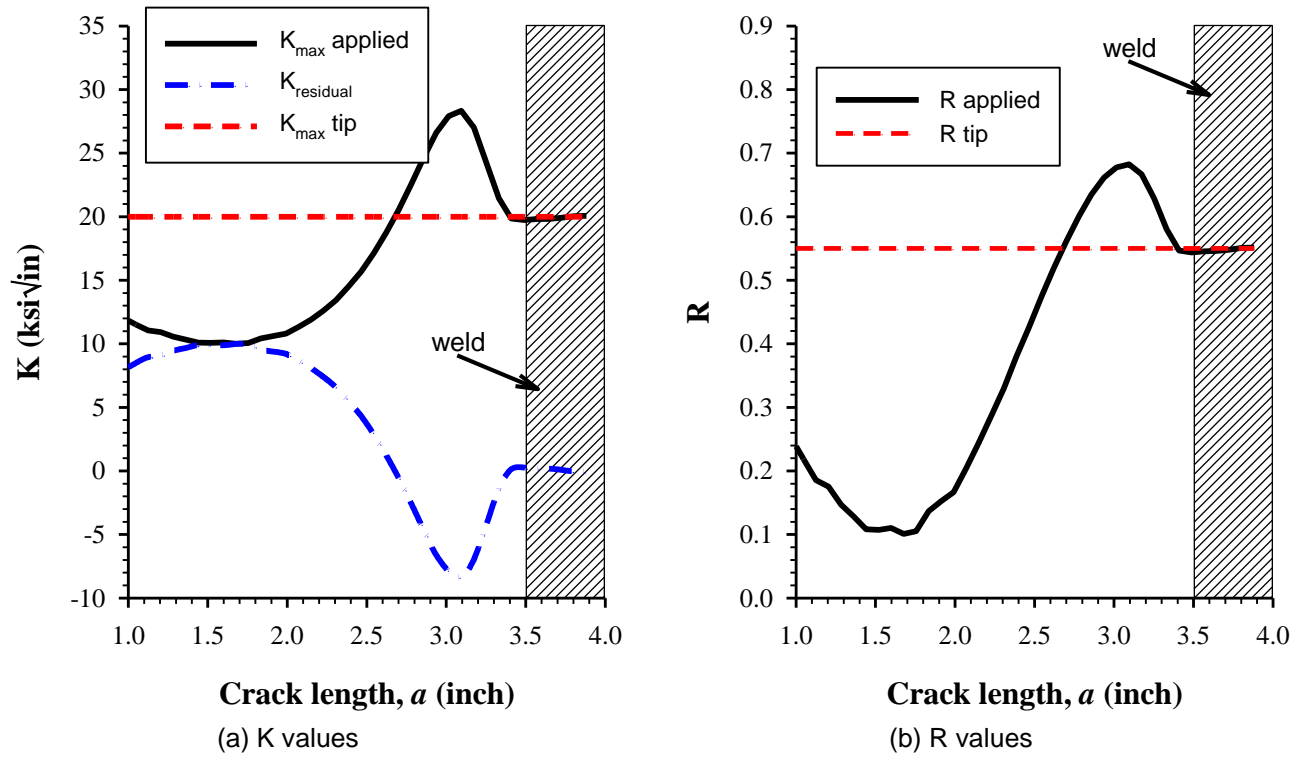 K (ksi√in)
35
30
25
20
15
10
5
0
-5
-10
K_max applied
K_residual
K_max tip
weld
1.0 1.5 2.0 2.5 3.0 3.5 4.0
Crack length, a (inch)
(a) K values
R
0.9
0.8
0.7
0.6
0.5
0.4
0.3
0.2
0.1
0.0
weld
R applied
R tip
1.0 1.5 2.0 2.5 3.0 3.5 4.0
Crack length, a (inch)
(b) R values